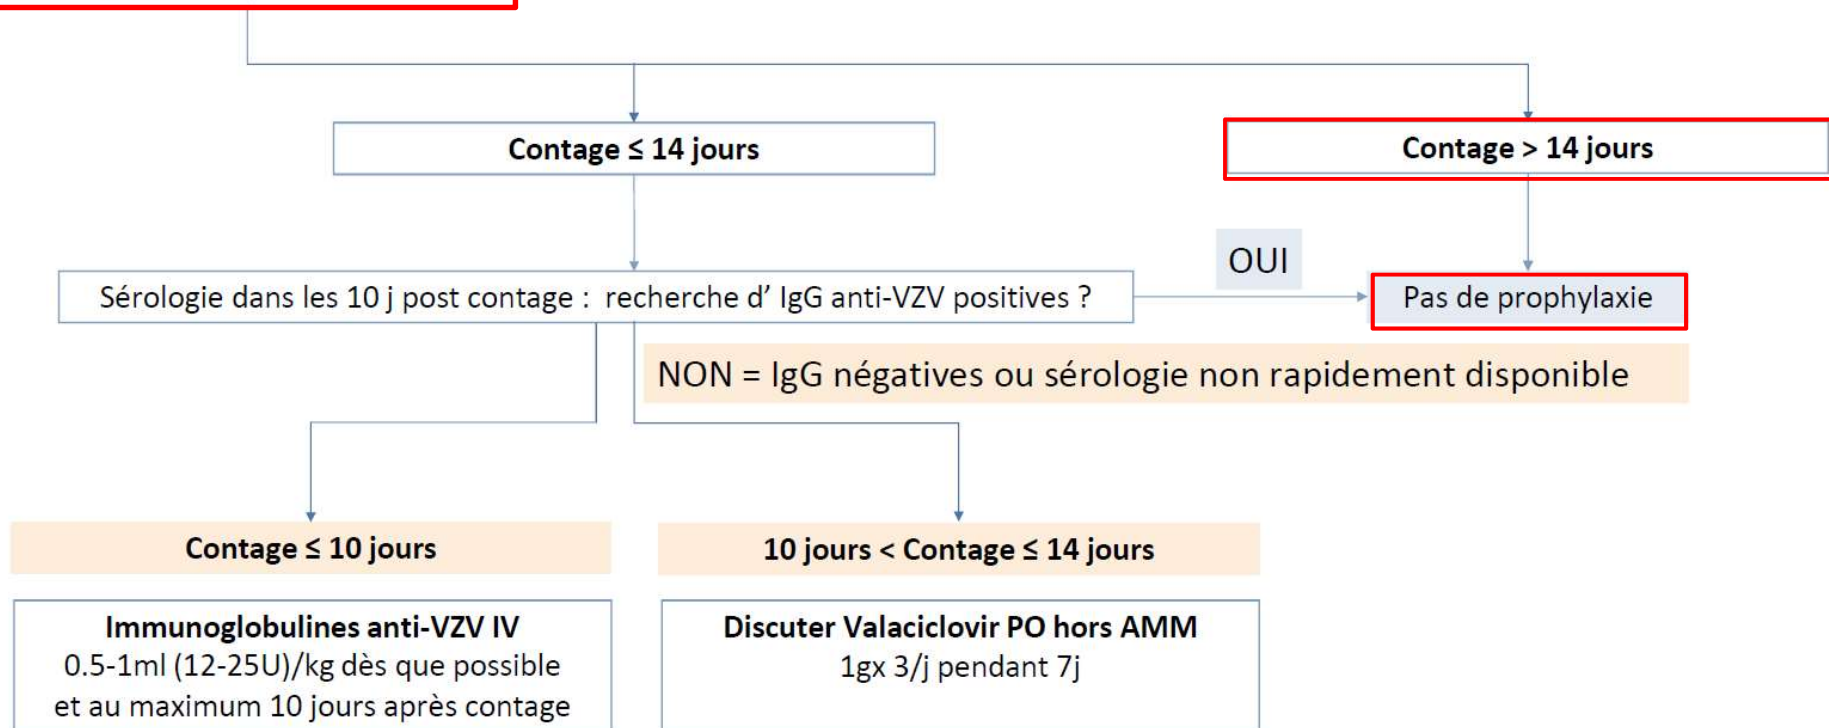 Contage ≤ 14 jours
Contage > 14 jours
Sérologie dans les 10 j post contage : recherche d' IgG anti-VZV positives ?
OUI
Pas de prophylaxie
NON = IgG négatives ou sérologie non rapidement disponible
Contage ≤ 10 jours
10 jours < Contage ≤ 14 jours
Immunoglobulines anti-VZV IV
0.5-1ml (12-25U)/kg dès que possible
et au maximum 10 jours après contage
Discuter Valaciclovir PO hors AMM
1gx 3/j pendant 7j